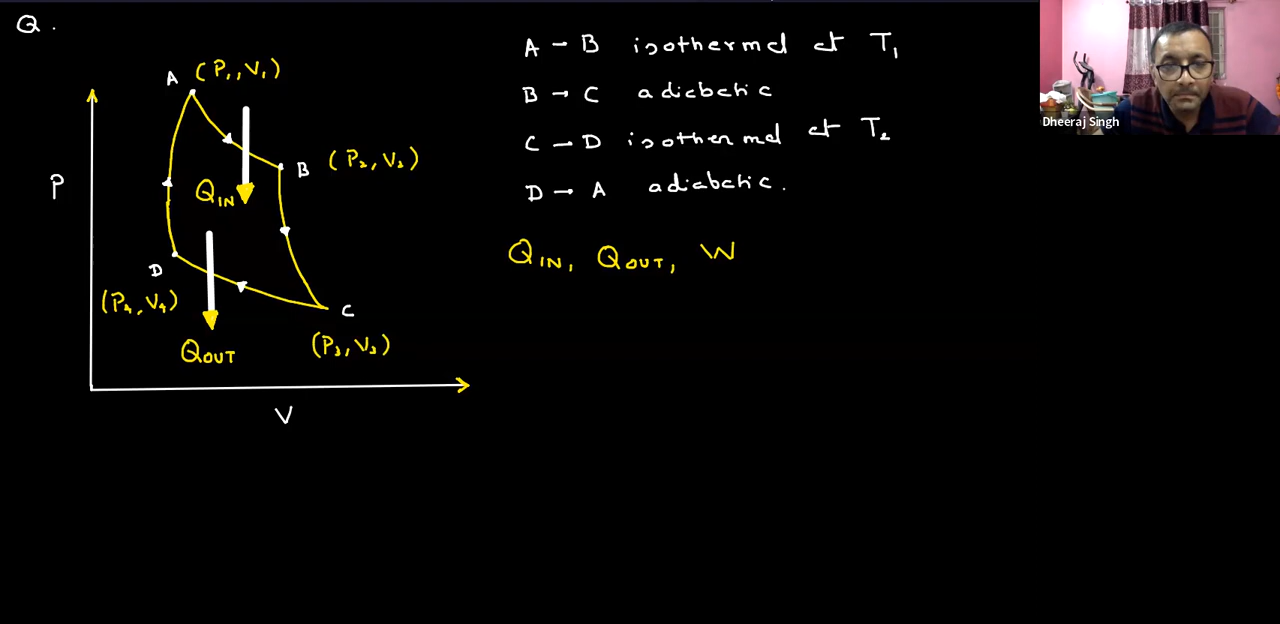 Q.
A (P₁, V₁)
B (P₂, V₂)
P
QIN
D
(P₄, V₄)
C
(P₃, V₃)
QOUT
V
A → B isothermal at T₁
B → C adiabatic
C → D isothermal at T₂
D → A adiabatic.
QIN, QOUT, W
Dheeraj Singh